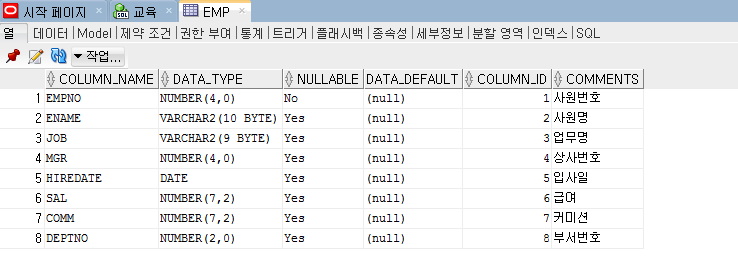 시작 페이지 × 교육 × EMP ×
열 데이터 | Model | 제약 조건 | 권한 부여 | 통계 | 트리거 | 플래시백 | 종속성 | 세부정보 | 분할 영역 | 인덱스 | SQL
작업...
COLUMN_NAME DATA_TYPE NULLABLE DATA_DEFAULT COLUMN_ID COMMENTS
1 EMPNO NUMBER(4,0) No (null) 1 사원번호
2 ENAME VARCHAR2(10 BYTE) Yes (null) 2 사원명
3 JOB VARCHAR2(9 BYTE) Yes (null) 3 업무명
4 MGR NUMBER(4,0) Yes (null) 4 상사번호
5 HIREDATE DATE Yes (null) 5 입사일
6 SAL NUMBER(7,2) Yes (null) 6 급여
7 COMM NUMBER(7,2) Yes (null) 7 커미션
8 DEPTNO NUMBER(2,0) Yes (null) 8 부서번호